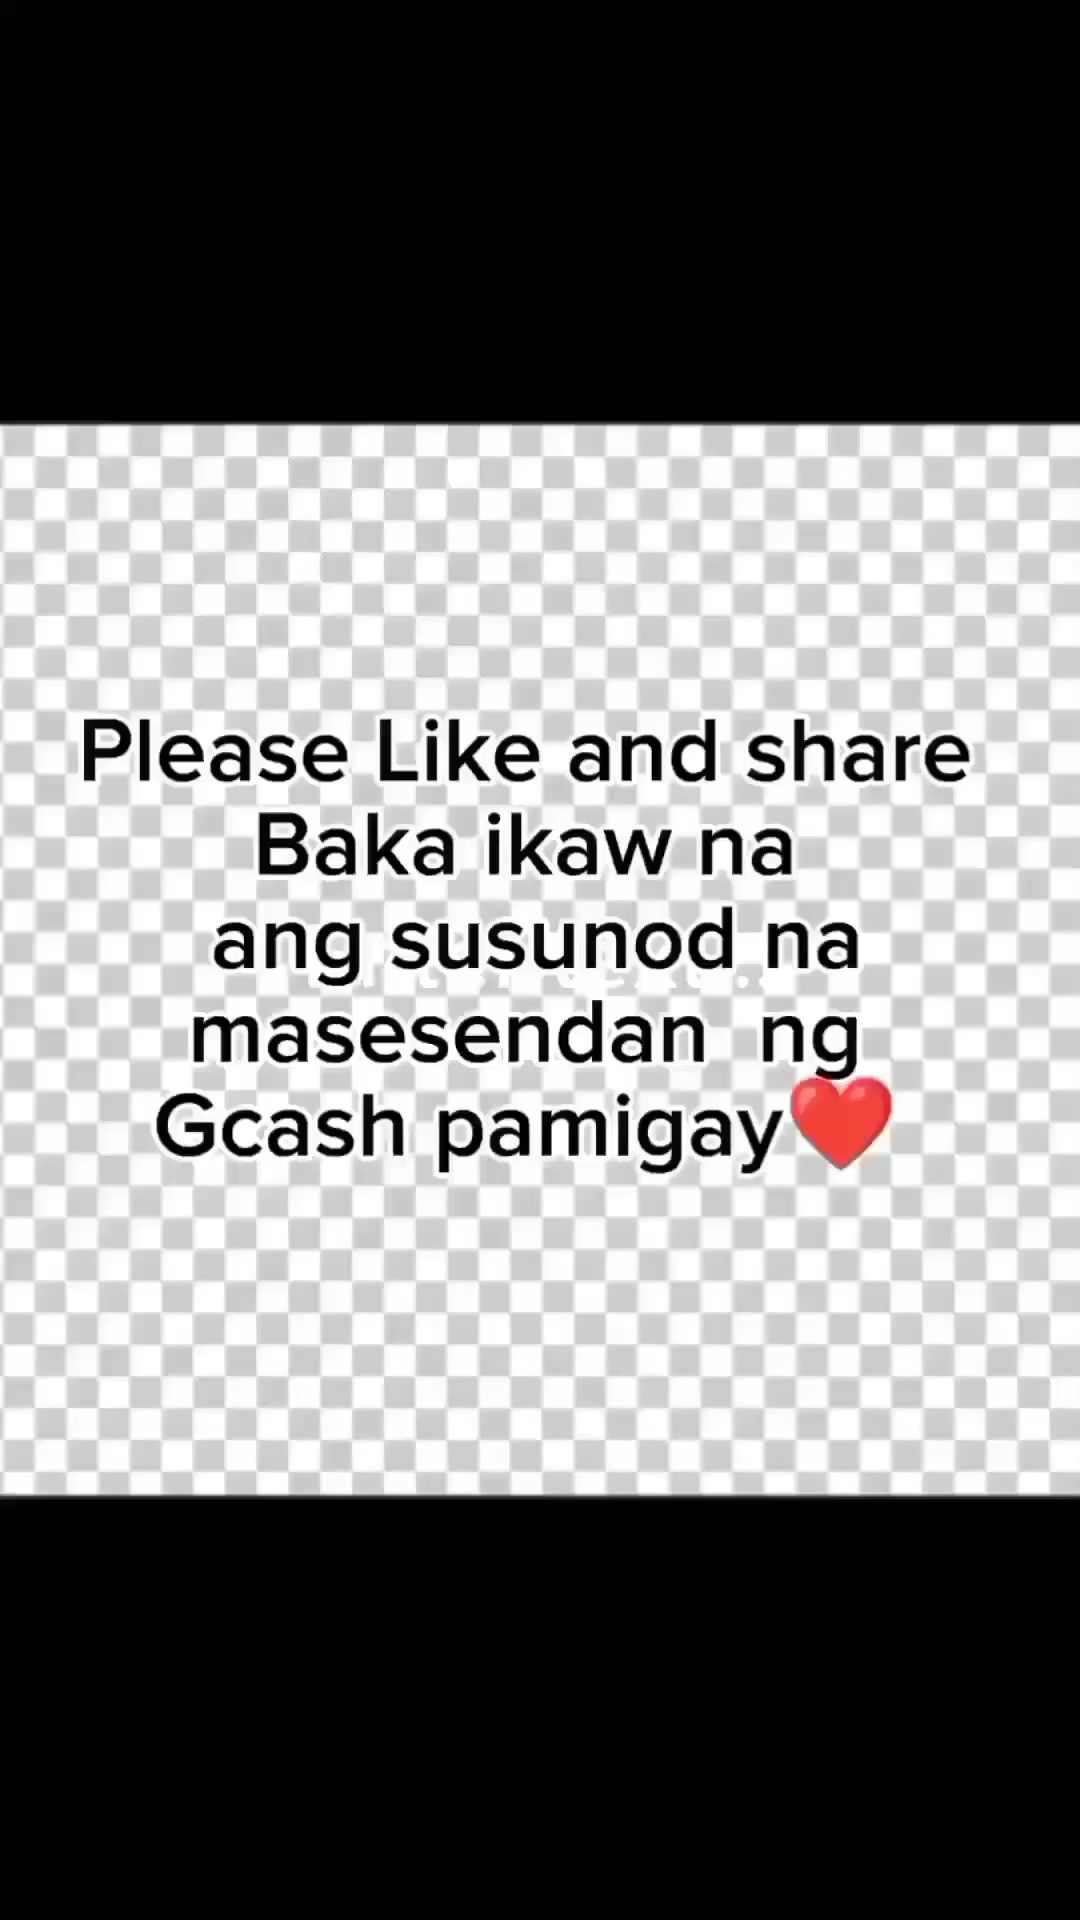 Please Like and share
Baka ikaw na
ang susunod na
masesendan ng
Gcash pamigay❤️